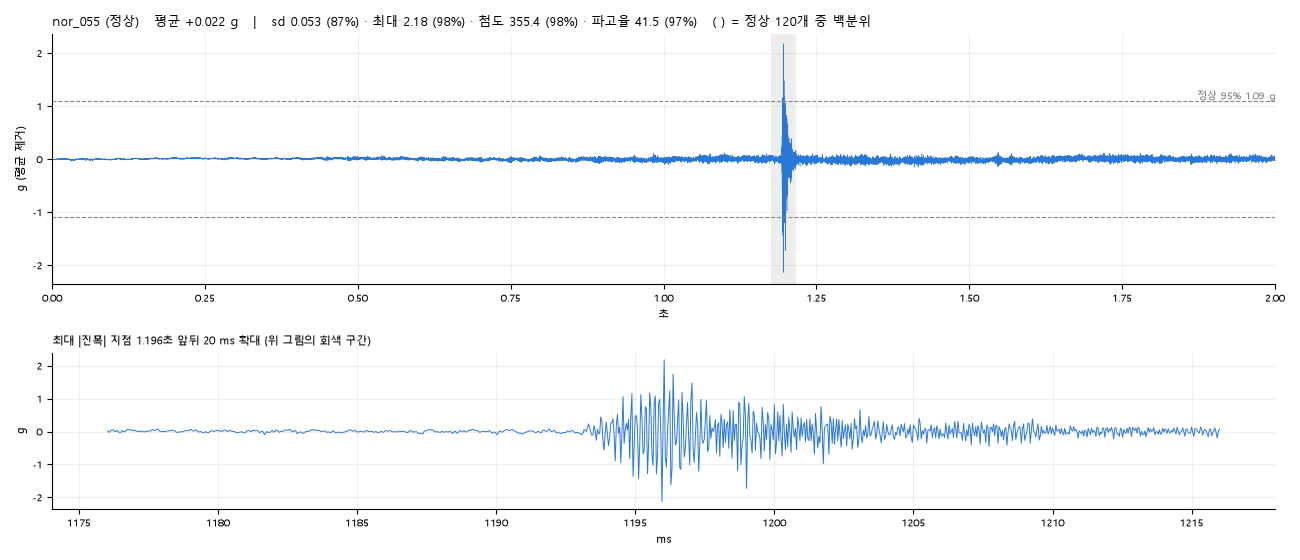 nor_055 (정상) 평균 +0.022 g | sd 0.053 (87%) · 최대 2.18 (98%) · 첨도 355.4 (98%) · 파고율 41.5 (97%) ( ) = 정상 120개 중 백분위
정상 95% 1.09 g
g (평균 제거)
2
1
0
-1
-2
0.00 0.25 0.50 0.75 1.00 1.25 1.50 1.75 2.00
초
최대 |진폭| 지점 1.196초 앞뒤 20 ms 확대 (위 그림의 회색 구간)
g
2
1
0
-1
-2
1175 1180 1185 1190 1195 1200 1205 1210 1215
ms